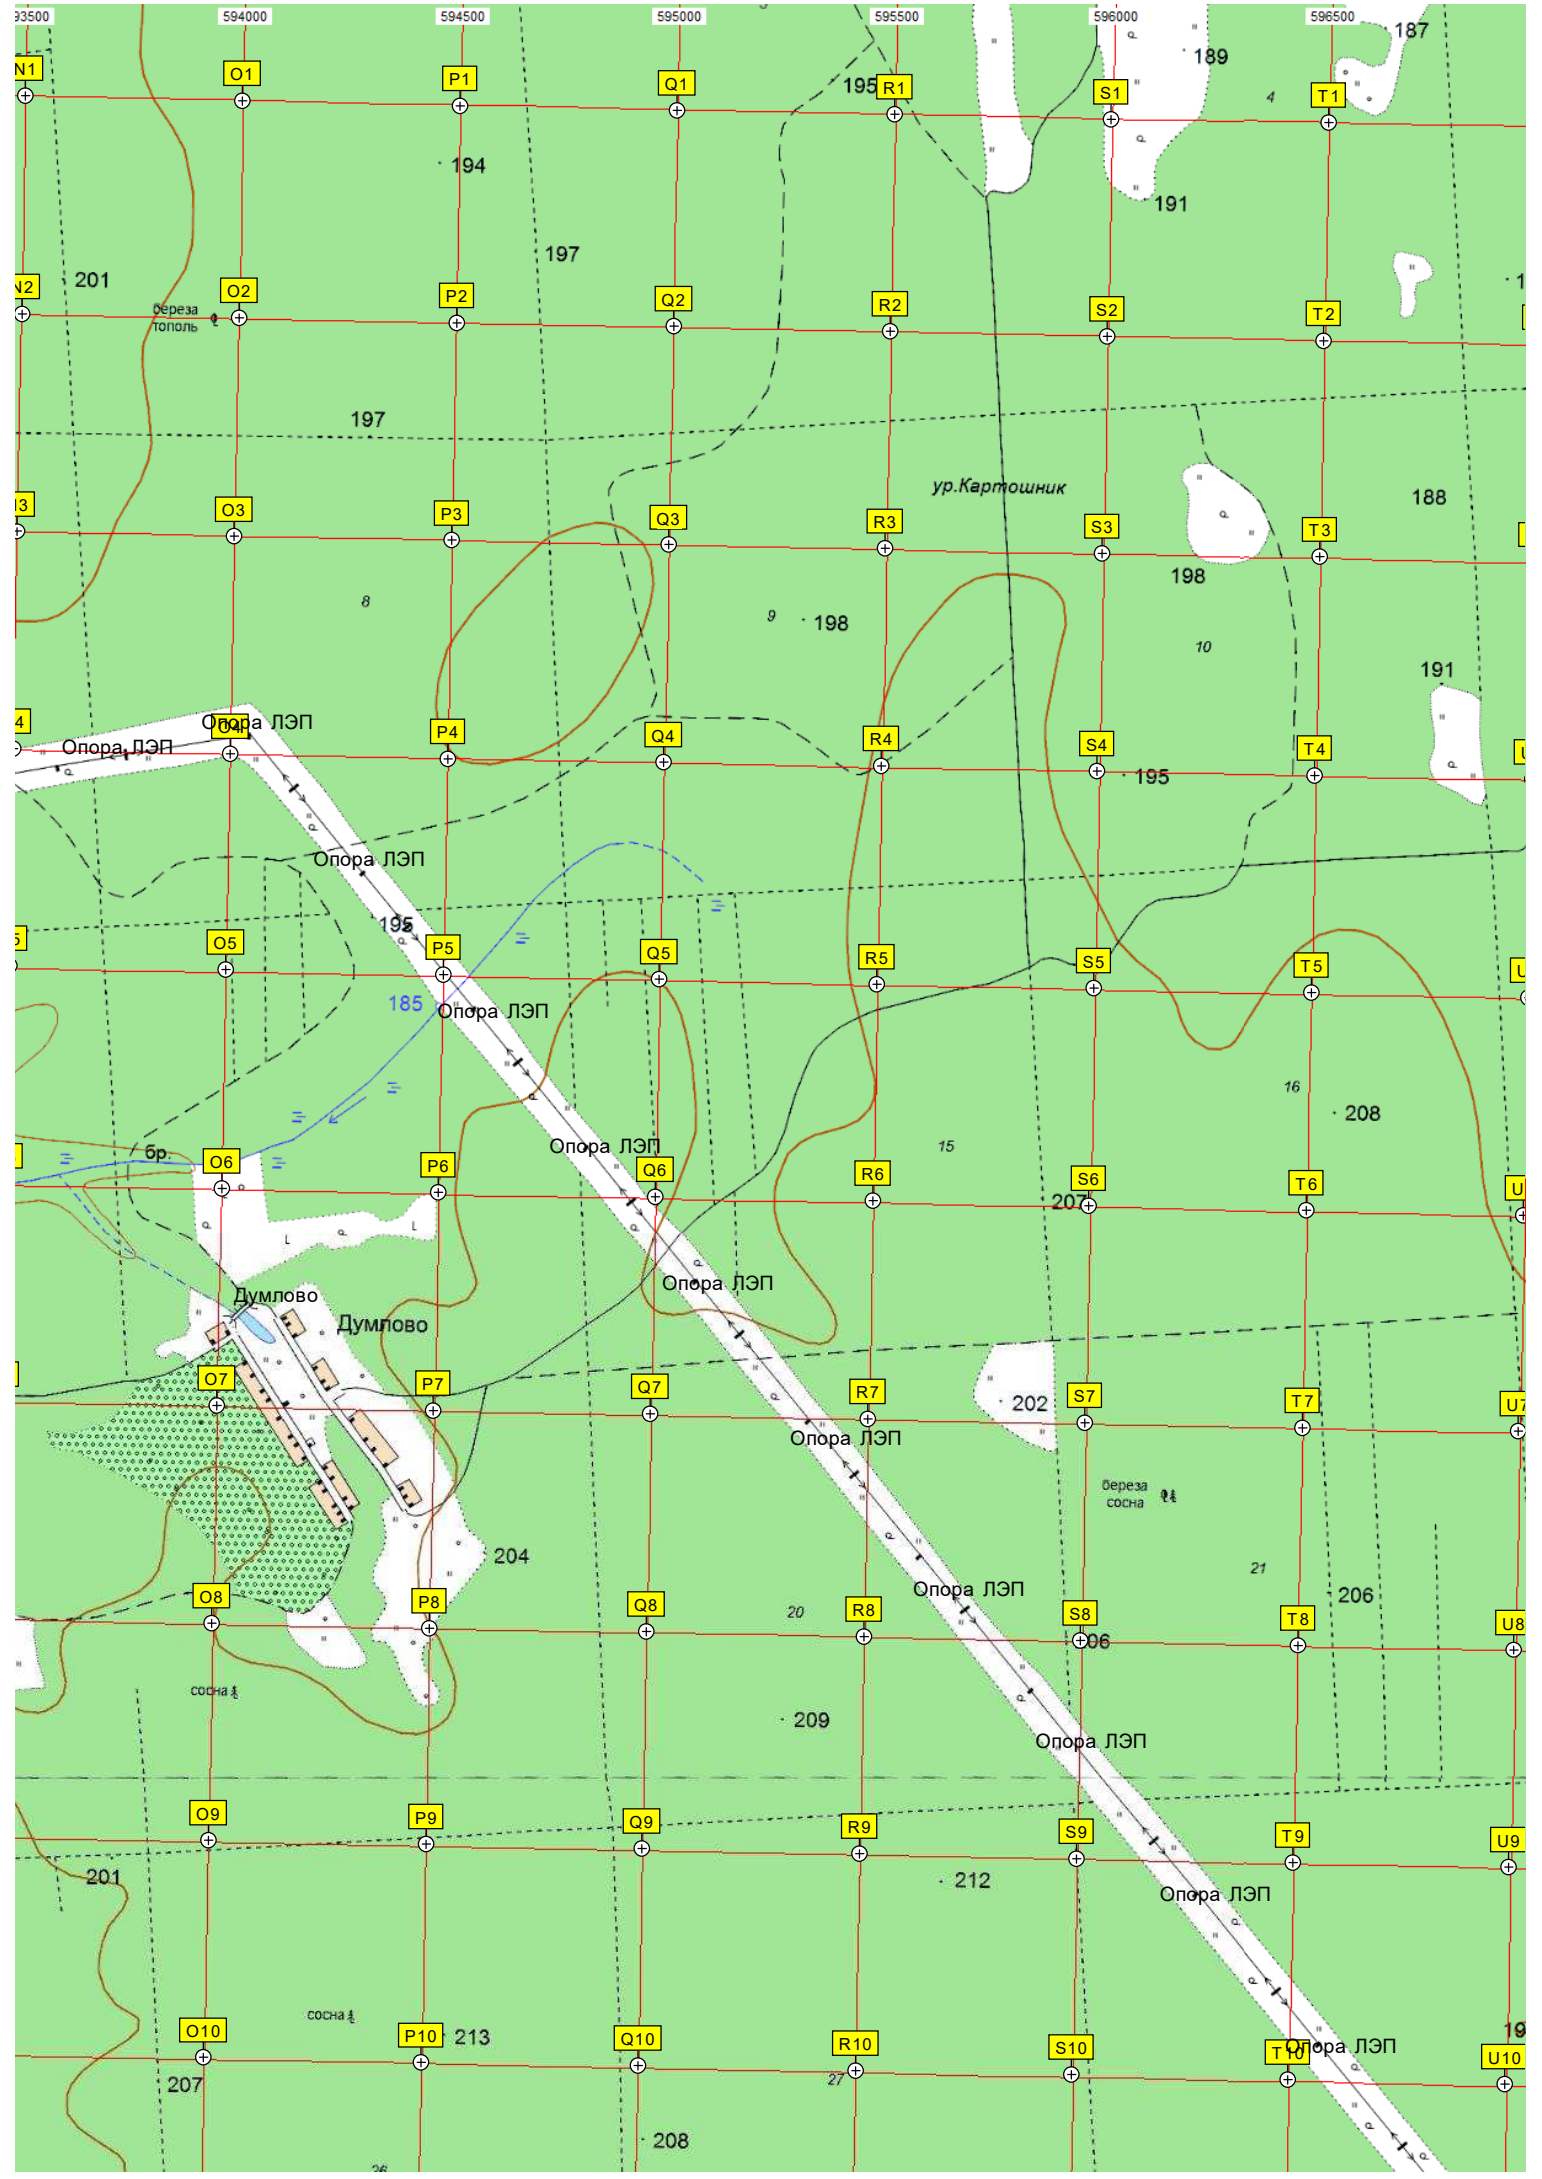 93500 594000 594500 595000 595500 596000 596500
187
189
N1 O1 P1 Q1 195 R1 S1 4 T1
194
191
197
201
N2 O2 P2 Q2 R2 S2 T2
береза
тополь
197
ур.Картошник
188
O3 P3 Q3 R3 S3 T3
198
8 9 198
10
191
Опора ЛЭП
Опора ЛЭП
O4 P4 Q4 R4 S4 T4
195
Опора ЛЭП
195
O5 P5 Q5 R5 S5 T5
185 Опора ЛЭП
16
208
15
бр.
Опора ЛЭП
O6 P6 Q6 R6 S6 T6 U
207
Опора ЛЭП
Думлово
Думлово
O7 P7 Q7 R7 S7 T7 U7
202
Опора ЛЭП
береза
сосна
204
21
206
Опора ЛЭП
O8 P8 Q8 20 R8 S8 T8 U8
06
сосна
209
Опора ЛЭП
O9 P9 Q9 R9 S9 T9 U9
201
212
Опора ЛЭП
сосна
O10 P10 213 Q10 R10 S10 T10 Опора ЛЭП U10
19
207
27
208
26